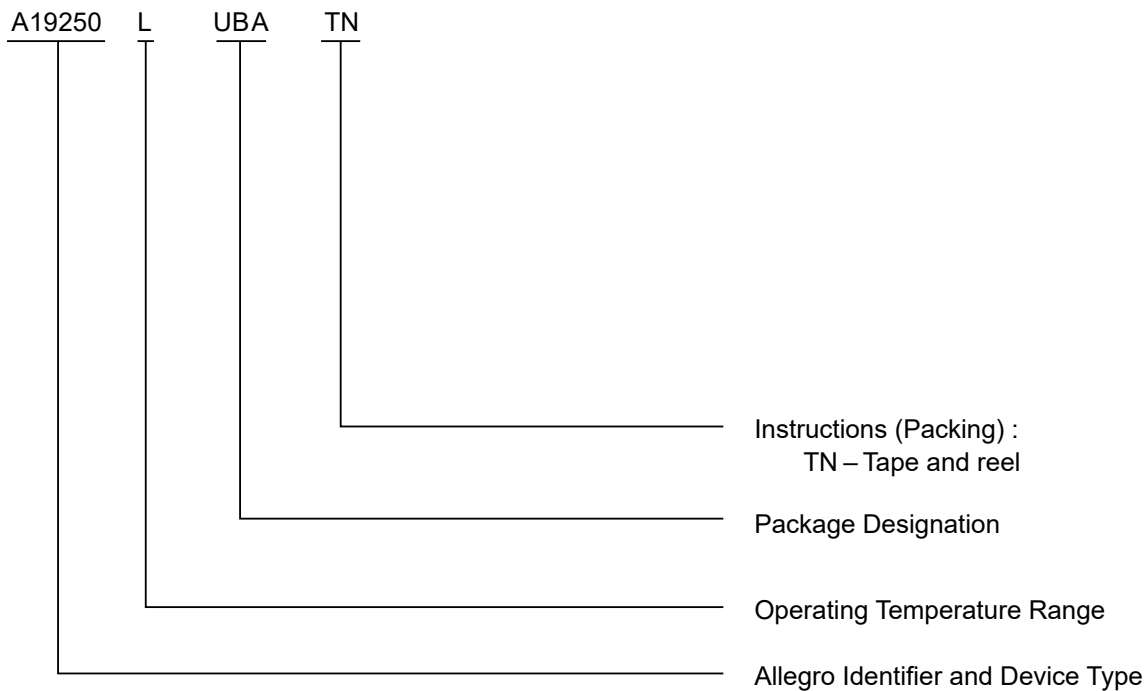 A19250 L UBA TN
Instructions (Packing) :
TN – Tape and reel
Package Designation
Operating Temperature Range
Allegro Identifier and Device Type